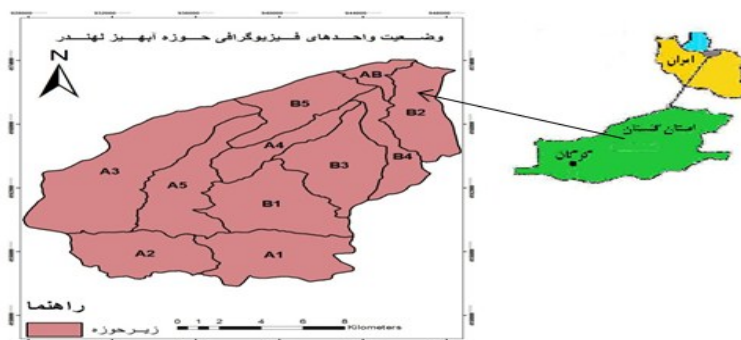 وضعیت واحدهای فیزیوگرافی حوزه آبخیز لهندر
AB
B5
B2
A4
A3
B3
B4
A5
B1
A2
A1
راهنما
زیرحوزه
0 1 2 4 6 8
Kilometers
ایران
استان گلستان
گرگان